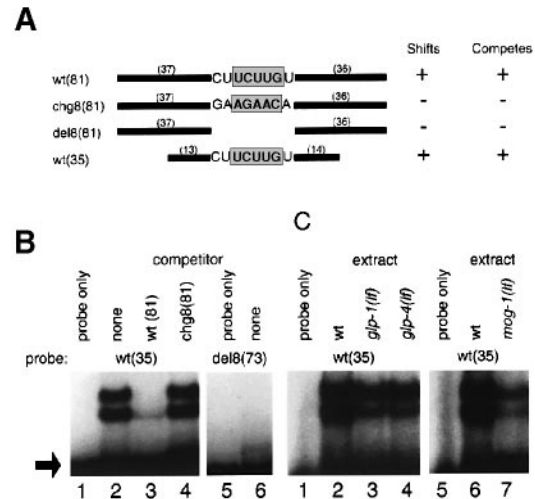 A
Shifts Competes
wt(81) (37) CU UCUUG U (36) + +
chg8(81) (37) GA AGAAC A (36) - -
del8(81) (37) (36) - -
wt(35) (13) CU UCUUG U (14) + +
B
C
competitor extract extract
probe only none wt (81) chg8(81) probe only none probe only wt glp-1(lf) glp-4(lf) probe only wt mog-1(lf)
probe: wt(35) del8(73) wt(35) wt(35)
1 2 3 4 5 6 1 2 3 4 5 6 7